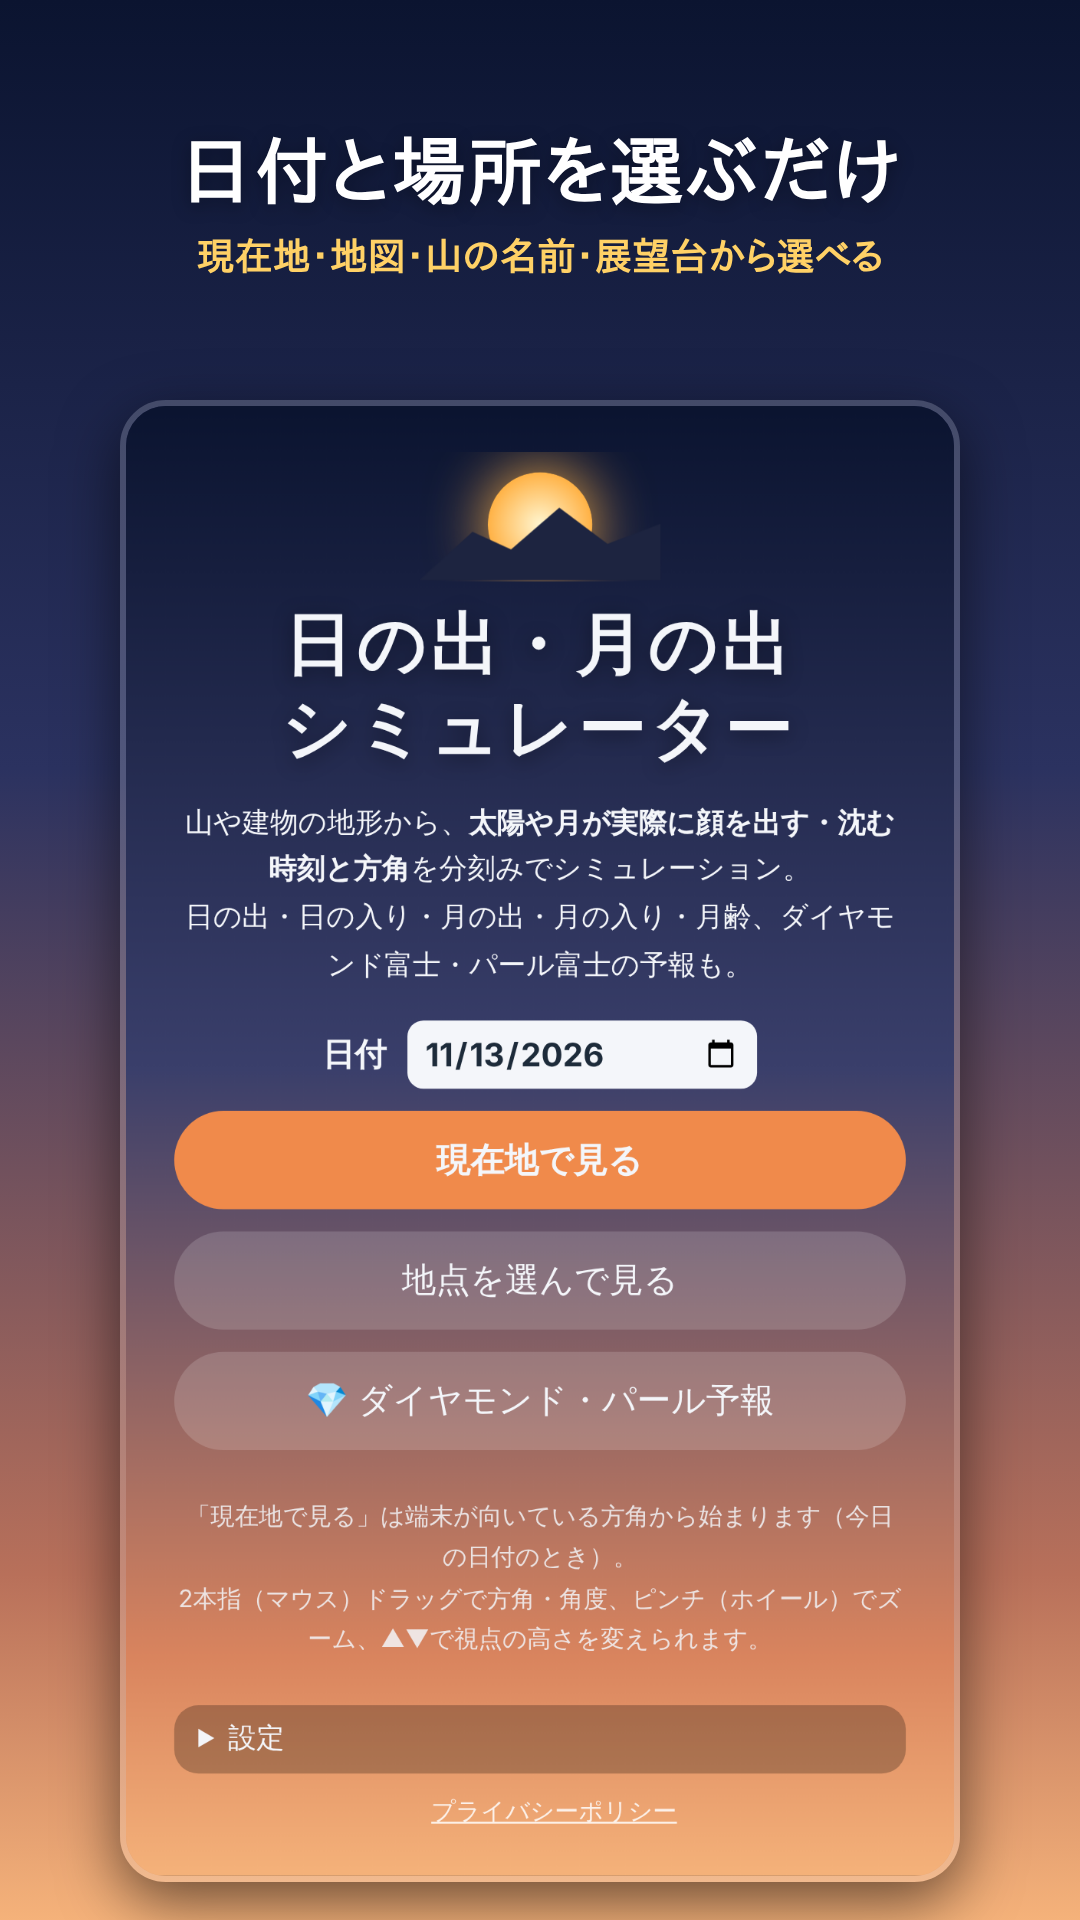 日付と場所を選ぶだけ
現在地・地図・山の名前・展望台から選べる
日の出・月の出
シミュレーター
山や建物の地形から、太陽や月が実際に顔を出す・沈む
時刻と方角を分刻みでシミュレーション。
日の出・日の入り・月の出・月の入り・月齢、ダイヤモ
ンド富士・パール富士の予報も。
日付 11/13/2026
現在地で見る
地点を選んで見る
💎 ダイヤモンド・パール予報
「現在地で見る」は端末が向いている方角から始まります（今日
の日付のとき）。
2本指（マウス）ドラッグで方角・角度、ピンチ（ホイール）でズ
ーム、▲▼で視点の高さを変えられます。
▶ 設定
プライバシーポリシー